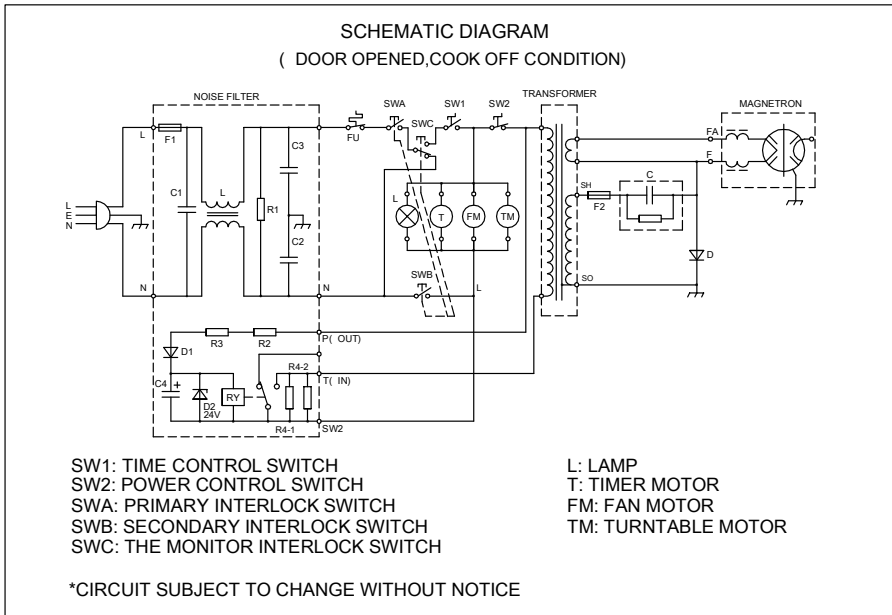 SCHEMATIC DIAGRAM
( DOOR OPENED,COOK OFF CONDITION)
NOISE FILTER
TRANSFORMER
MAGNETRON
SWA
SWC
SW1
SW2
L
F1
FU
FA
F
C3
C1
L
R1
C2
L
E
N
L
T
FM
TM
SH
F2
C
D
SWB
L
N
N
SO
P( OUT)
R3
R2
D1
R4-2
T( IN)
C4
+
D2
24V
RY
R4-1
SW2
SW1: TIME CONTROL SWITCH
SW2: POWER CONTROL SWITCH
SWA: PRIMARY INTERLOCK SWITCH
SWB: SECONDARY INTERLOCK SWITCH
SWC: THE MONITOR INTERLOCK SWITCH
L: LAMP
T: TIMER MOTOR
FM: FAN MOTOR
TM: TURNTABLE MOTOR
*CIRCUIT SUBJECT TO CHANGE WITHOUT NOTICE